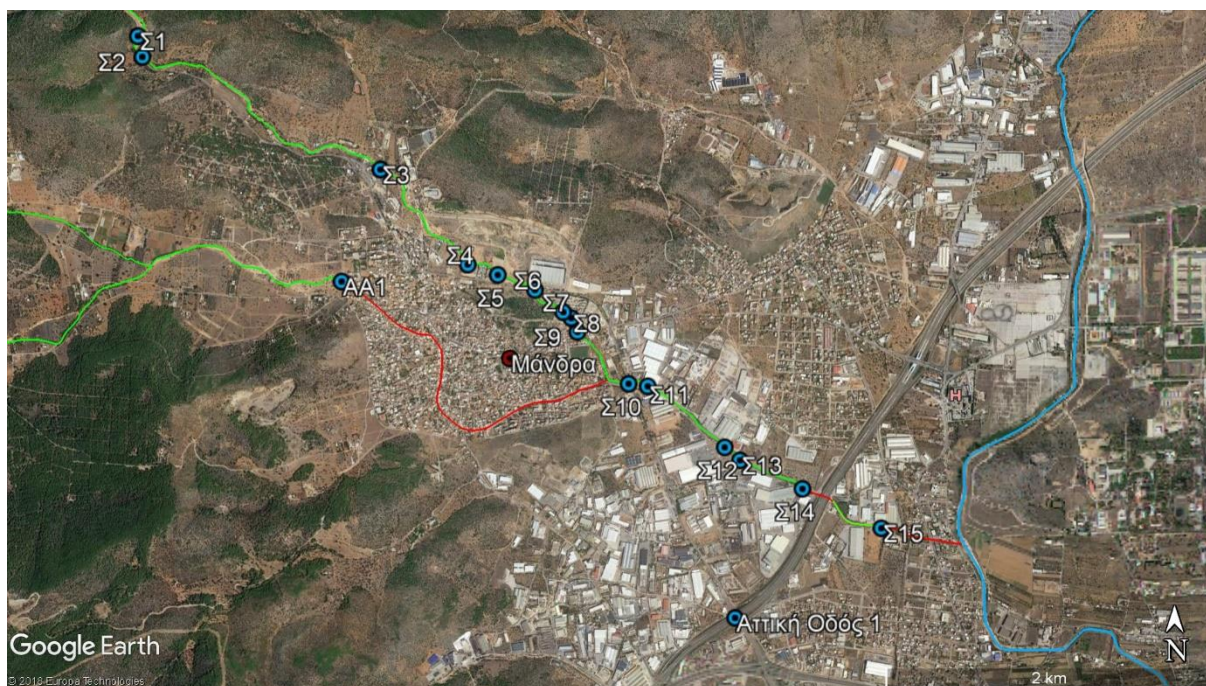 Σ1
Σ2
Σ3
Σ4
Σ5
Σ6
ΑΑ1
Σ7
Σ8
Σ9
Μάνδρα
H
Σ10
Σ11
Σ12
Σ13
Σ14
Σ15
Αττική Οδός 1
Google Earth
N
© 2018 Europa Technologies
2 km